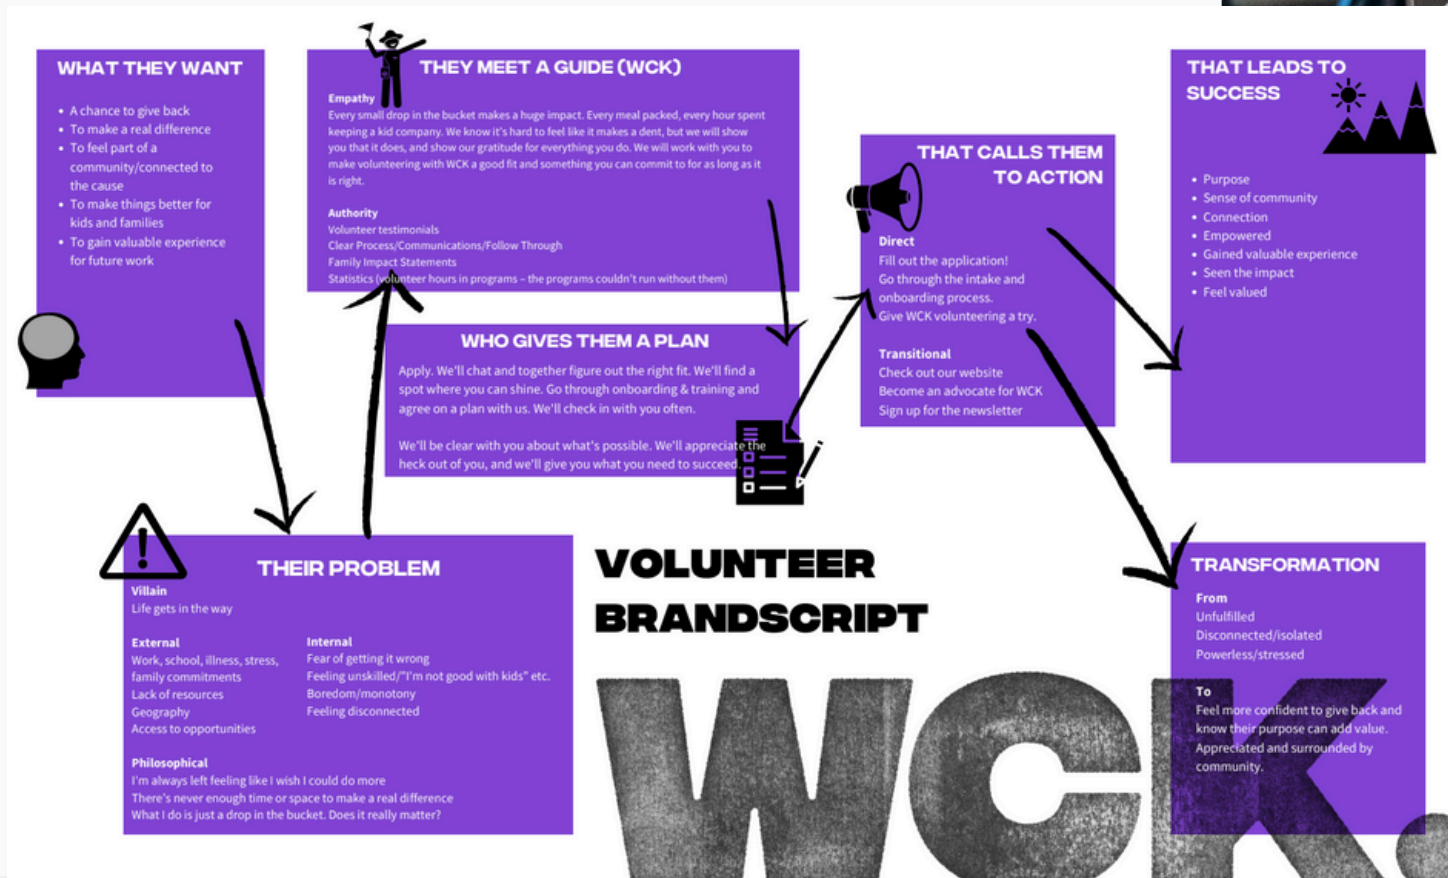 WHAT THEY WANT
• A chance to give back
• To make a real difference
• To feel part of a
community/connected to
the cause
• To make things better for
kids and families
• To gain valuable experience
for future work
THEIR PROBLEM
Villain
Life gets in the way
External
Work, school, illness, stress,
family commitments
Lack of resources
Geography
Access to opportunities
Internal
Fear of getting it wrong
Feeling unskilled/"I'm not good with kids" etc.
Boredom/monotony
Feeling disconnected
Philosophical
I'm always left feeling like I wish I could do more
There's never enough time or space to make a real difference
What I do is just a drop in the bucket. Does it really matter?
THEY MEET A GUIDE (WCK)
Empathy
Every small drop in the bucket makes a huge impact. Every meal packed, every hour spent
keeping a kid company. We know it's hard to feel like it makes a dent, but we will show
you that it does, and show our gratitude for everything you do. We will work with you to
make volunteering with WCK a good fit and something you can commit to for as long as it
is right.
Authority
Volunteer testimonials
Clear Process/Communications/Follow Through
Family Impact Statements
Statistics (volunteer hours in programs – the programs couldn't run without them)
WHO GIVES THEM A PLAN
Apply. We'll chat and together figure out the right fit. We'll find a
spot where you can shine. Go through onboarding & training and
agree on a plan with us. We'll check in with you often.
We'll be clear with you about what's possible. We'll appreciate the
heck out of you, and we'll give you what you need to succeed.
THAT CALLS THEM
TO ACTION
Direct
Fill out the application!
Go through the intake and
onboarding process.
Give WCK volunteering a try.
Transitional
Check out our website
Become an advocate for WCK
Sign up for the newsletter
THAT LEADS TO
SUCCESS
• Purpose
• Sense of community
• Connection
• Empowered
• Gained valuable experience
• Seen the impact
• Feel valued
TRANSFORMATION
From
Unfulfilled
Disconnected/isolated
Powerless/stressed
To
Feel more confident to give back and
know their purpose can add value.
Appreciated and surrounded by
community.
VOLUNTEER
BRANDSCRIPT
WCK.